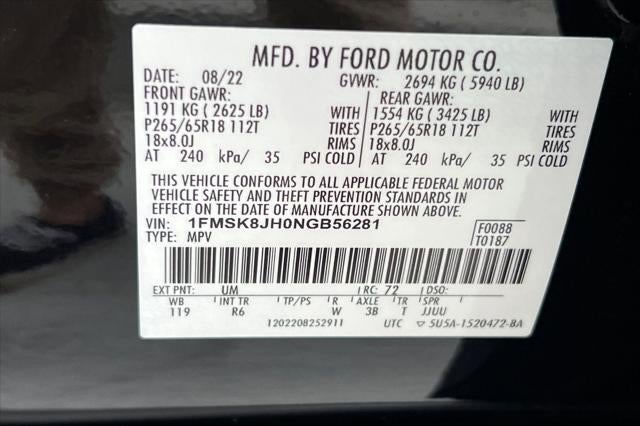 MFD. BY FORD MOTOR CO.
DATE: 08/22 GVWR: 2694 KG ( 5940 LB)
FRONT GAWR: REAR GAWR:
1191 KG ( 2625 LB) WITH 1554 KG ( 3425 LB) WITH
P265/65R18 112T TIRES P265/65R18 112T TIRES
18x8.0J RIMS 18x8.0J RIMS
AT 240 kPa/ 35 PSI COLD AT 240 kPa/ 35 PSI COLD
THIS VEHICLE CONFORMS TO ALL APPLICABLE FEDERAL MOTOR
VEHICLE SAFETY AND THEFT PREVENTION STANDARDS IN
EFFECT ON THE DATE OF MANUFACTURE SHOWN ABOVE.
VIN: 1FMSK8JH0NGB56281 F0088
TYPE: MPV T0187
EXT PNT: UM RC: 72 DSO:
WB INT TR TP/PS R AXLE TR SPR
119 R6 W 3B T JJUU
1202208252911 UTC ▽ 5U5A-1520472-BA